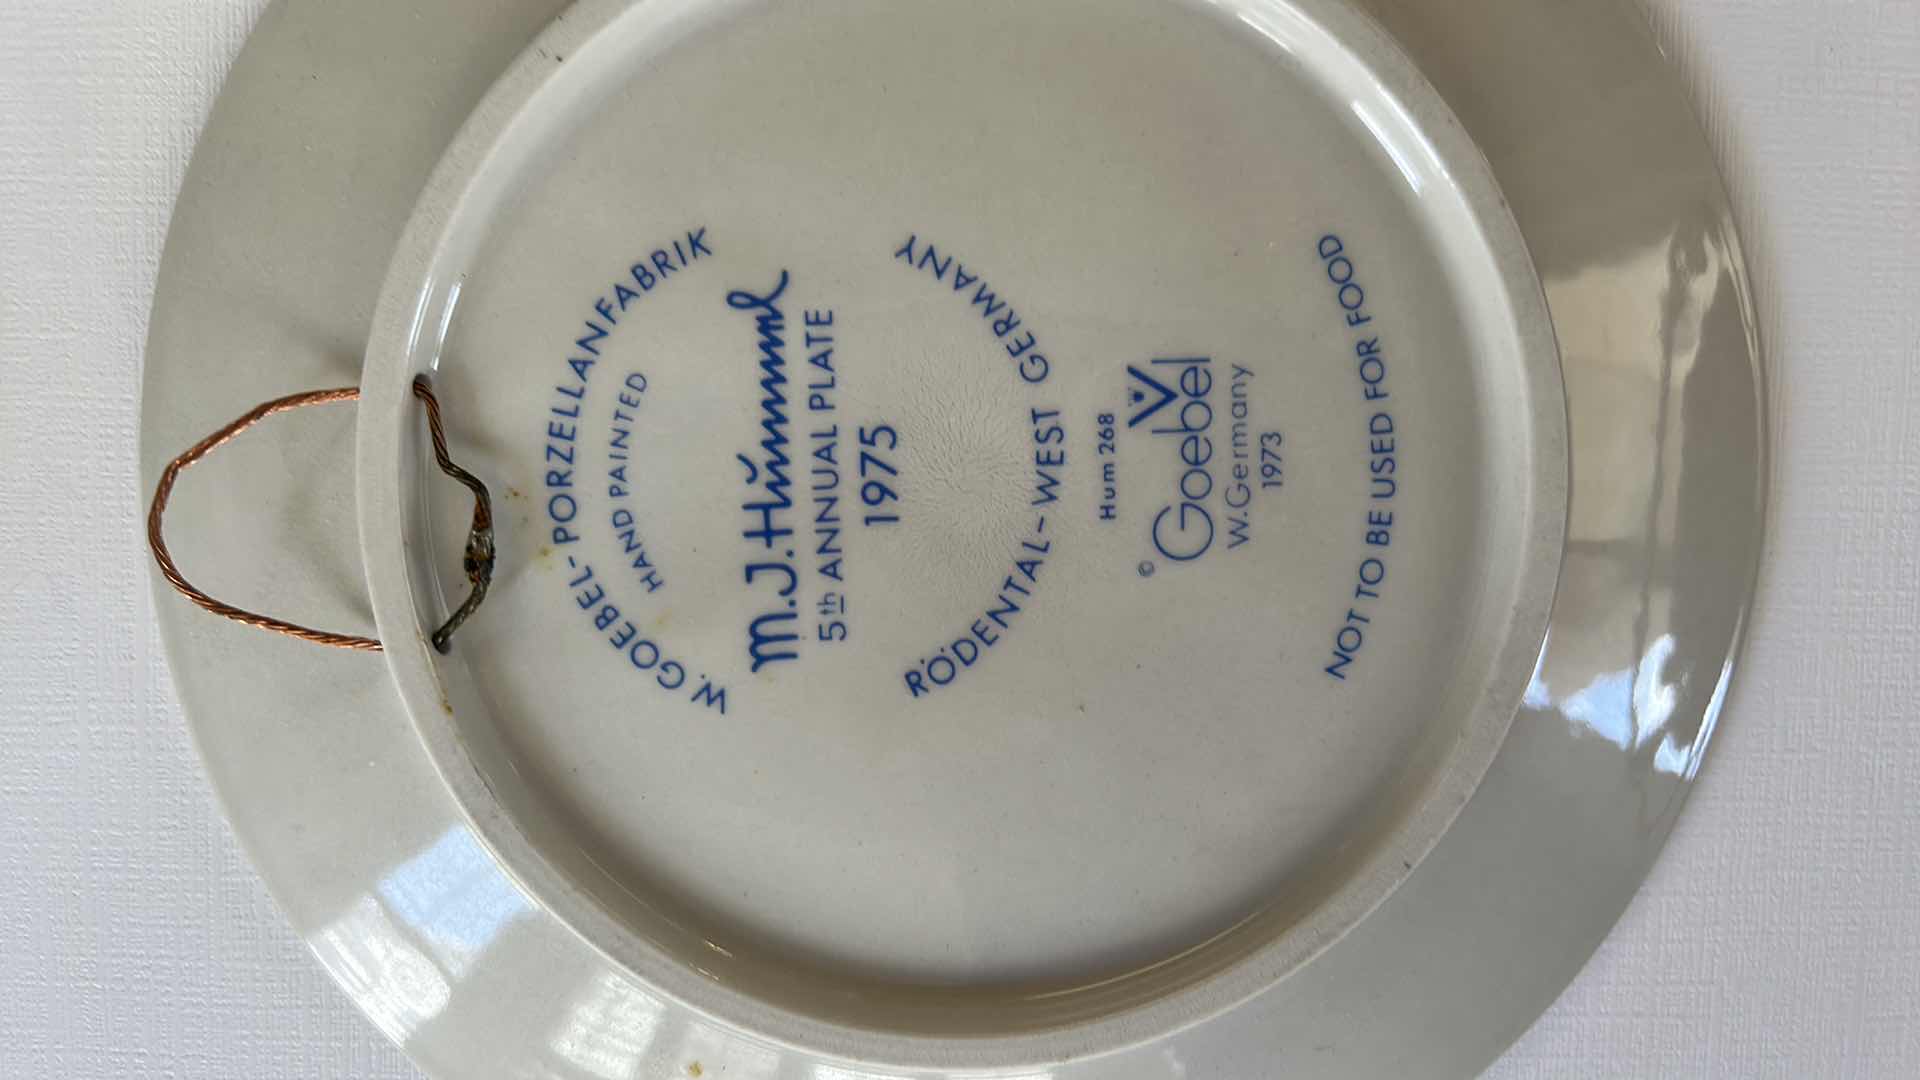 W. GOEBEL-PORZELLANFABRIK
HAND PAINTED
M.J.Hümmel
5th ANNUAL PLATE
1975
RÖDENTAL-WEST GERMANY
Hum 268
© Goebel
W.Germany
1973
NOT TO BE USED FOR FOOD